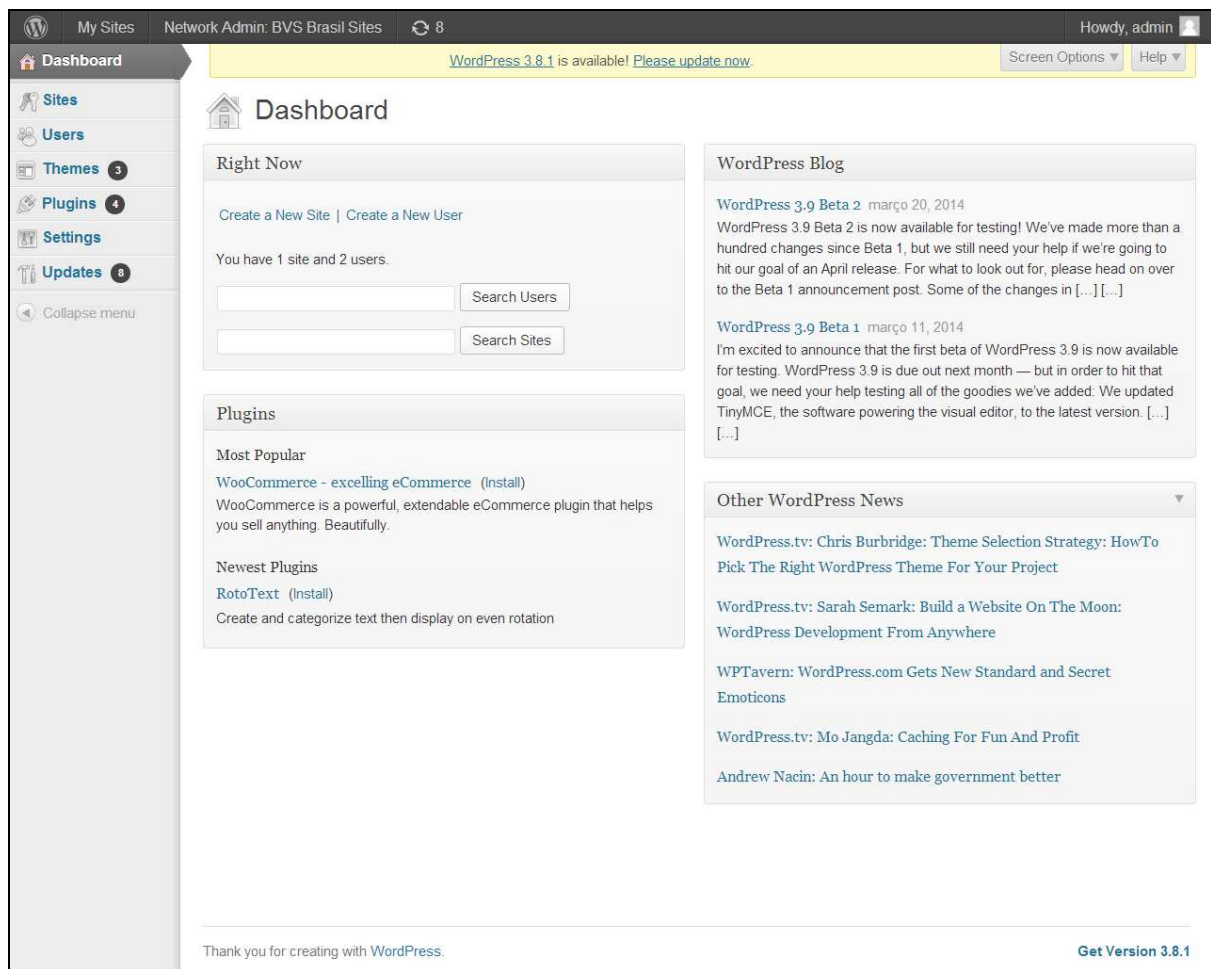 My Sites Network Admin: BVS Brasil Sites 8 Howdy, admin
Dashboard
Sites
Users
Themes 3
Plugins 4
Settings
Updates 8
Collapse menu
WordPress 3.8.1 is available! Please update now.
Screen Options Help
Dashboard
Right Now
Create a New Site | Create a New User
You have 1 site and 2 users.
Search Users
Search Sites
Plugins
Most Popular
WooCommerce - excelling eCommerce (Install)
WooCommerce is a powerful, extendable eCommerce plugin that helps
you sell anything. Beautifully.
Newest Plugins
RotoText (Install)
Create and categorize text then display on even rotation
WordPress Blog
WordPress 3.9 Beta 2 março 20, 2014
WordPress 3.9 Beta 2 is now available for testing! We've made more than a
hundred changes since Beta 1, but we still need your help if we're going to
hit our goal of an April release. For what to look out for, please head on over
to the Beta 1 announcement post. Some of the changes in […] […]
WordPress 3.9 Beta 1 março 11, 2014
I'm excited to announce that the first beta of WordPress 3.9 is now available
for testing. WordPress 3.9 is due out next month — but in order to hit that
goal, we need your help testing all of the goodies we've added: We updated
TinyMCE, the software powering the visual editor, to the latest version. […]
[…]
Other WordPress News
WordPress.tv: Chris Burbridge: Theme Selection Strategy: HowTo
Pick The Right WordPress Theme For Your Project
WordPress.tv: Sarah Semark: Build a Website On The Moon:
WordPress Development From Anywhere
WPTavern: WordPress.com Gets New Standard and Secret
Emoticons
WordPress.tv: Mo Jangda: Caching For Fun And Profit
Andrew Nacin: An hour to make government better
Thank you for creating with WordPress.
Get Version 3.8.1